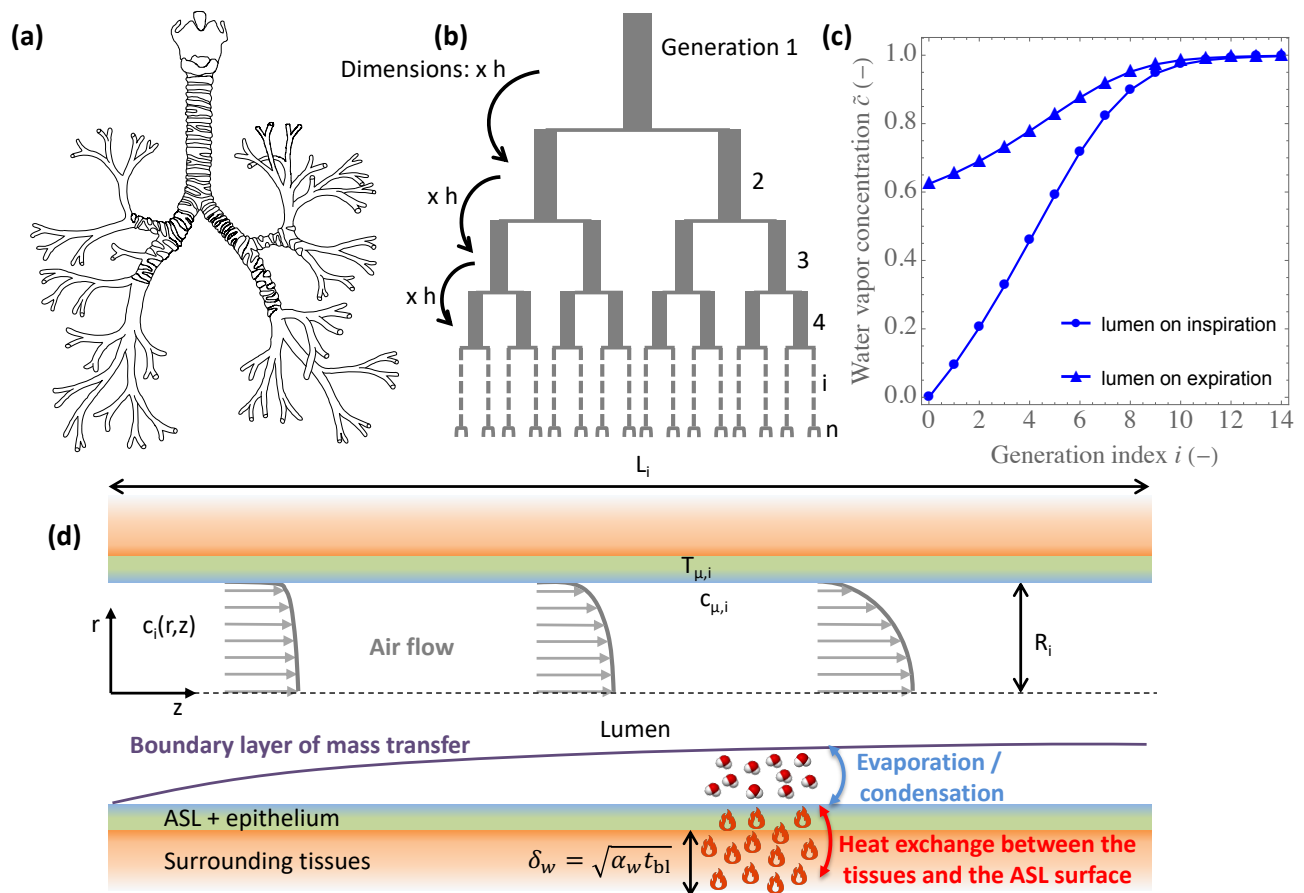 (a)
(b)
Generation 1
Dimensions: x h
x h
x h
2
3
4
i
n
(c)
Water vapor concentration c̃ (−)
1.0
0.8
0.6
0.4
0.2
0.0
lumen on inspiration
lumen on expiration
0 2 4 6 8 10 12 14
Generation index i (−)
(d)
Lᵢ
T_μ,i
c_μ,i
r
cᵢ(r,z)
Air flow
Rᵢ
z
Lumen
Boundary layer of mass transfer
Evaporation /
condensation
ASL + epithelium
Surrounding tissues
δ_w = √(α_w t_bl)
Heat exchange between the
tissues and the ASL surface